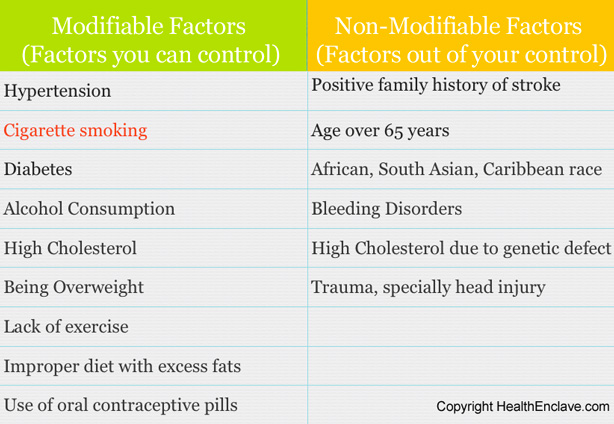 Modifiable Factors
(Factors you can control)
Non-Modifiable Factors
(Factors out of your control)
Hypertension
Positive family history of stroke
Cigarette smoking
Age over 65 years
Diabetes
African, South Asian, Caribbean race
Alcohol Consumption
Bleeding Disorders
High Cholesterol
High Cholesterol due to genetic defect
Being Overweight
Trauma, specially head injury
Lack of exercise
Improper diet with excess fats
Use of oral contraceptive pills
Copyright HealthEnclave.com